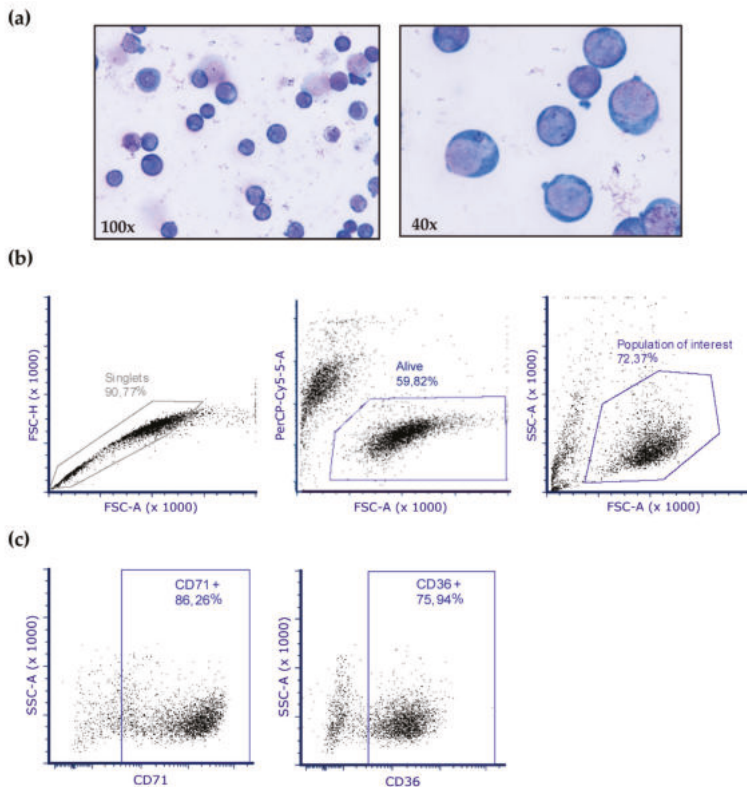 (a)
100x
40x
(b)
FSC-H (x 1000)
Singlets
90,77%
FSC-A (x 1000)
PerCP-Cy5-5-A
Alive
59,82%
FSC-A (x 1000)
SSC-A (x 1000)
Population of interest
72,37%
FSC-A (x 1000)
(c)
SSC-A (x 1000)
CD71 +
86,26%
CD71
SSC-A (x 1000)
CD36 +
75,94%
CD36